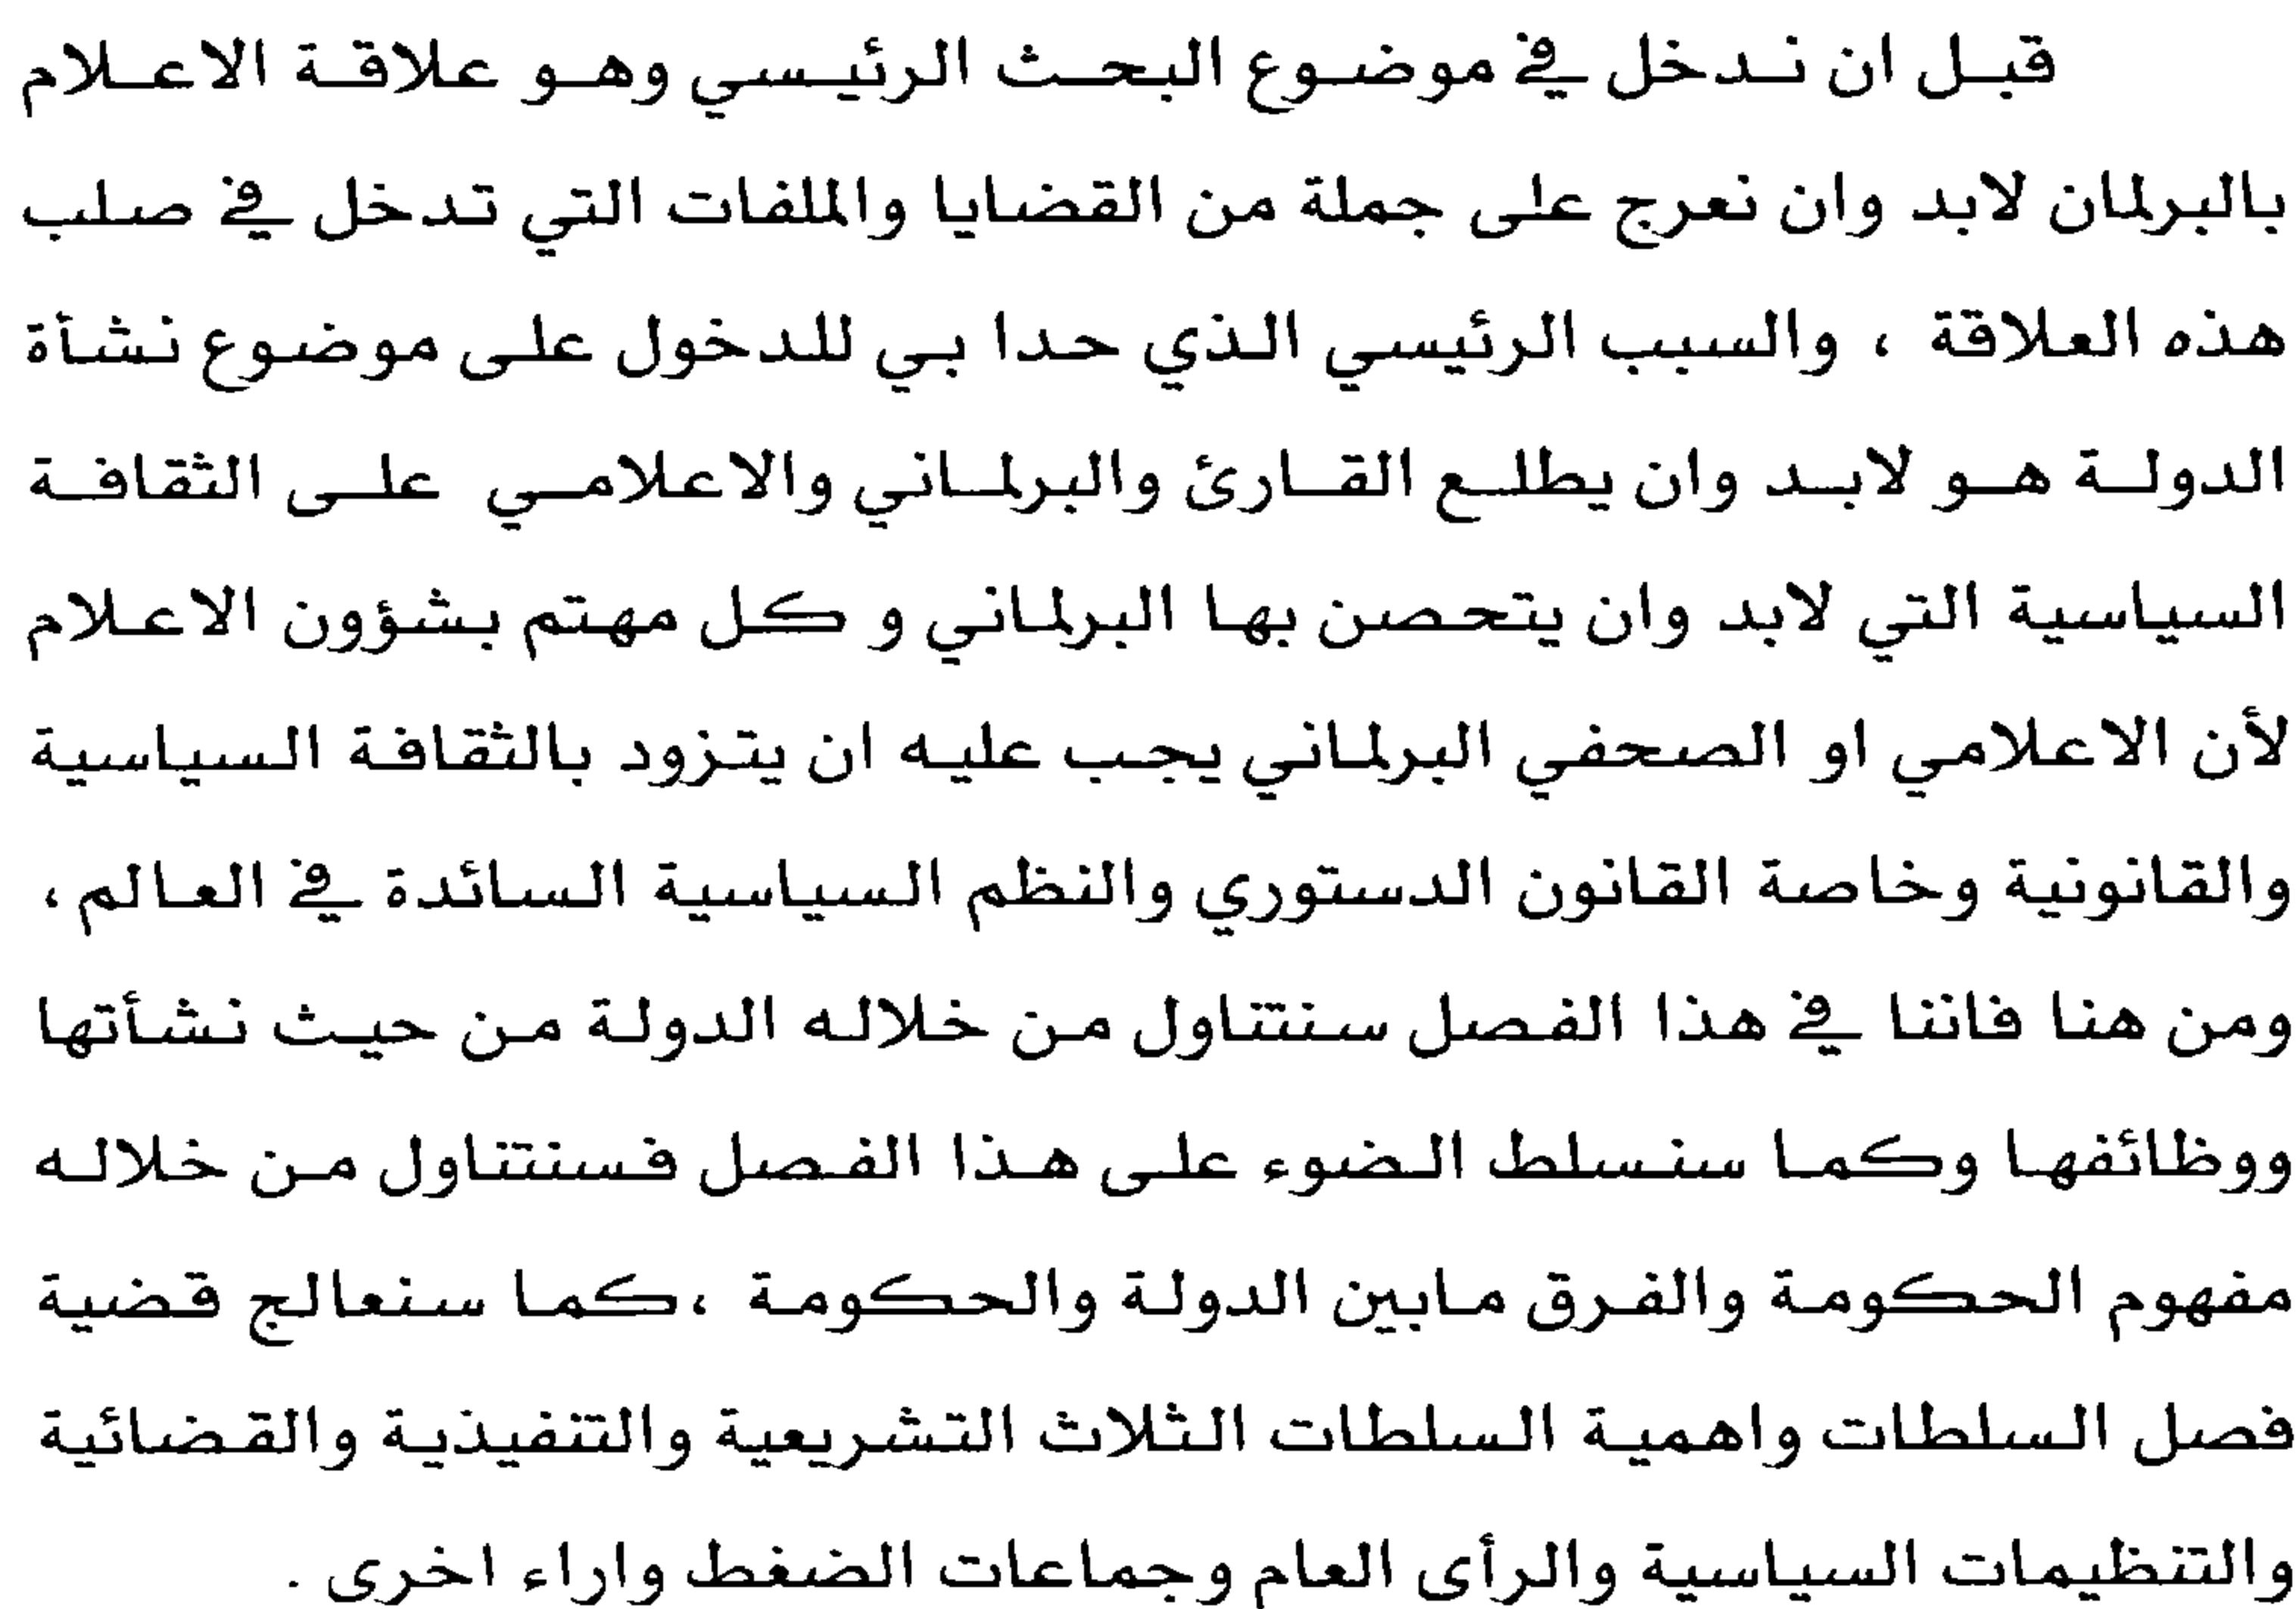 قبل ان ندخل في موضوع البحث الرئيسي وهو علاقة الاعلام
بالبرلمان لابد وان نعرج على جملة من القضايا والملفات التي تدخل في صلب
هذه العلاقة ، والسبب الرئيسي الذي حدا بي للدخول على موضوع نشأة
الدولة هو لابد وان يطلع القارئ والبرلماني والاعلامي على الثقافة
السياسية التي لابد وان يتحصن بها البرلماني و كل مهتم بشؤون الاعلام
لأن الاعلامي او الصحفي البرلماني يجب عليه ان يتزود بالثقافة السياسية
والقانونية وخاصة القانون الدستوري والنظم السياسية السائدة في العالم ،
ومن هنا فاننا في هذا الفصل سنتناول من خلاله الدولة من حيث نشأتها
ووظائفها وكما سنسلط الضوء على هذا الفصل فسنتناول من خلاله
مفهوم الحكومة والفرق مابين الدولة والحكومة ،كما سنعالج قضية
فصل السلطات واهمية السلطات الثلاث التشريعية والتنفيذية والقضائية
والتنظيمات السياسية والرأى العام وجماعات الضغط واراء اخرى .